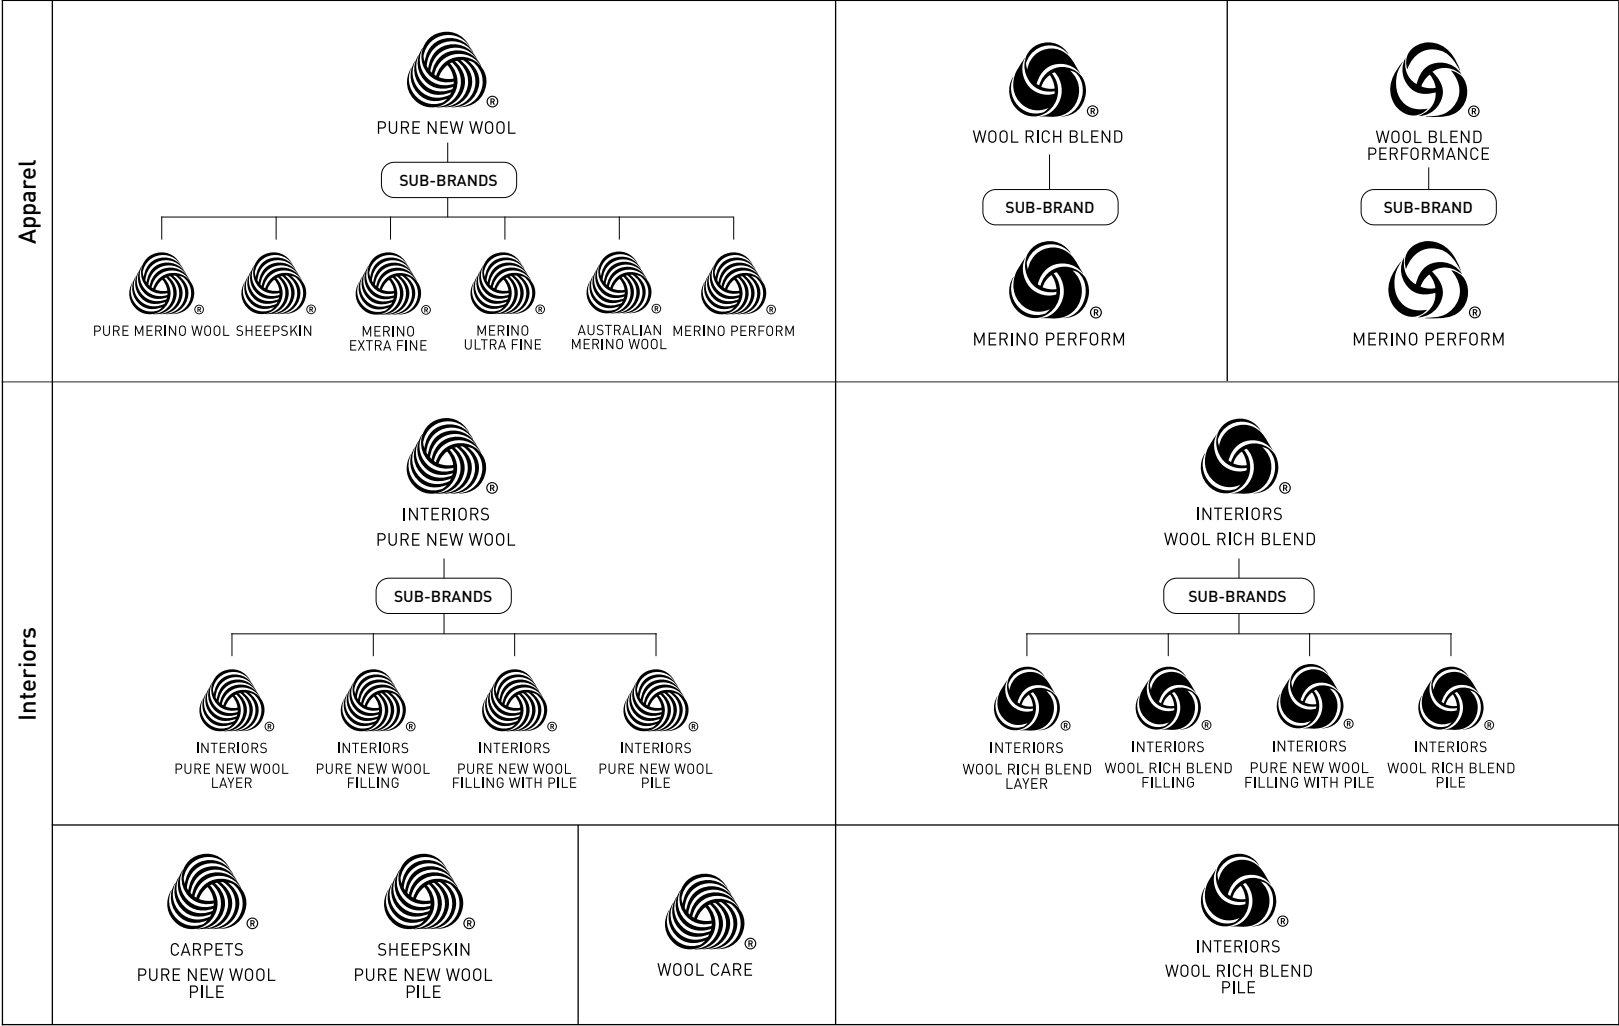 Apparel
®
PURE NEW WOOL
SUB-BRANDS
®
PURE MERINO WOOL
®
SHEEPSKIN
®
MERINO
EXTRA FINE
®
MERINO
ULTRA FINE
®
AUSTRALIAN
MERINO WOOL
®
MERINO PERFORM
®
WOOL RICH BLEND
SUB-BRAND
®
MERINO PERFORM
®
WOOL BLEND
PERFORMANCE
SUB-BRAND
®
MERINO PERFORM
Interiors
®
INTERIORS
PURE NEW WOOL
SUB-BRANDS
®
INTERIORS
PURE NEW WOOL
LAYER
®
INTERIORS
PURE NEW WOOL
FILLING
®
INTERIORS
PURE NEW WOOL
FILLING WITH PILE
®
INTERIORS
PURE NEW WOOL
PILE
®
INTERIORS
WOOL RICH BLEND
SUB-BRANDS
®
INTERIORS
WOOL RICH BLEND
LAYER
®
INTERIORS
WOOL RICH BLEND
FILLING
®
INTERIORS
PURE NEW WOOL
FILLING WITH PILE
®
INTERIORS
WOOL RICH BLEND
PILE
®
CARPETS
PURE NEW WOOL
PILE
®
SHEEPSKIN
PURE NEW WOOL
PILE
®
WOOL CARE
®
INTERIORS
WOOL RICH BLEND
PILE